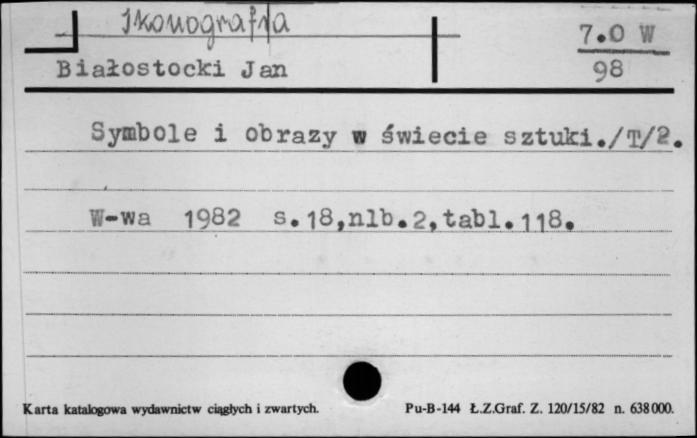 Ikonografia
7.0 W
Białostocki Jan
98
Symbole i obrazy w świecie sztuki./T/2.
W-wa 1982 s.18,nlb.2,tabl.118.
Karta katalogowa wydawnictw ciągłych i zwartych. Pu-B-144 Ł.Z.Graf. Z. 120/15/82 n. 638000.